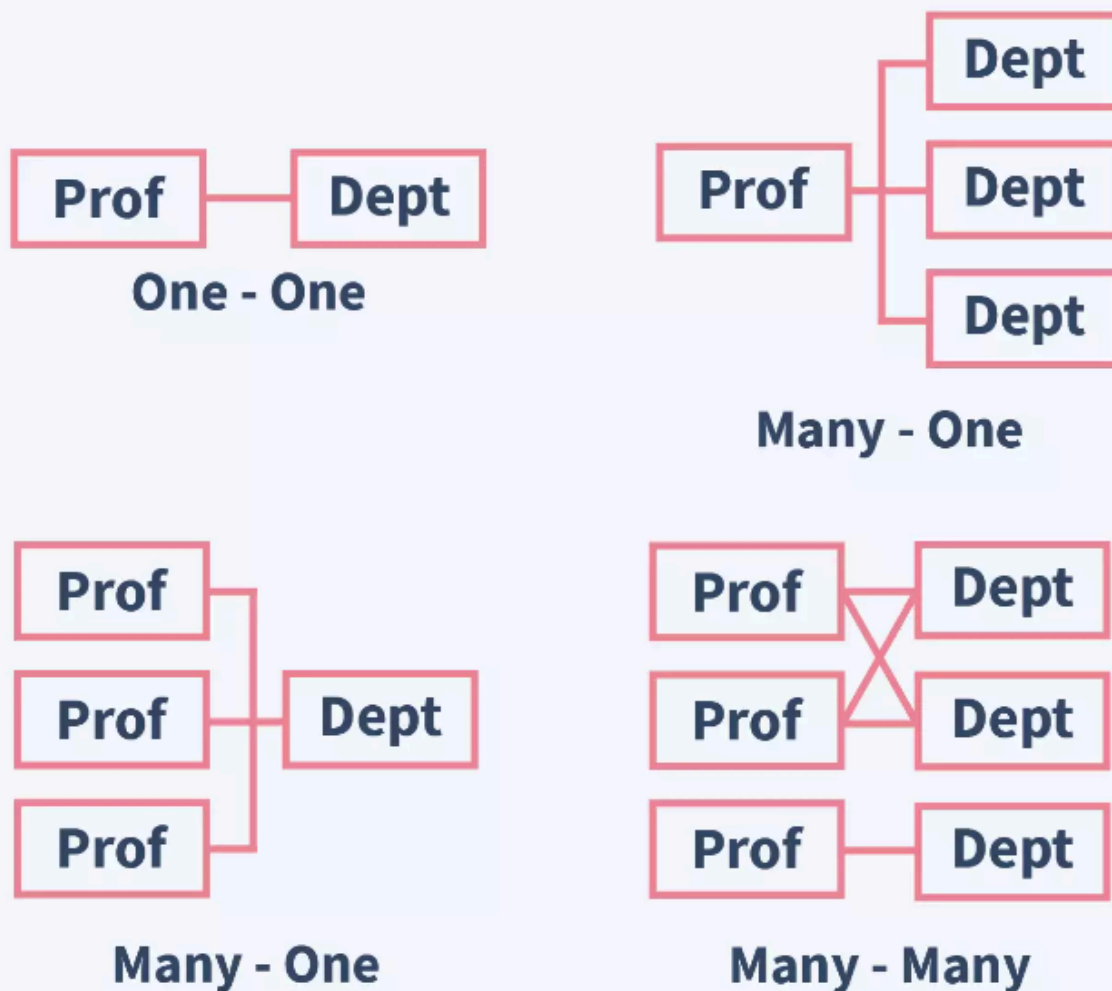 Prof
Dept
One - One
Prof
Dept
Dept
Dept
Many - One
Prof
Prof
Prof
Dept
Many - One
Prof
Dept
Prof
Dept
Prof
Dept
Many - Many